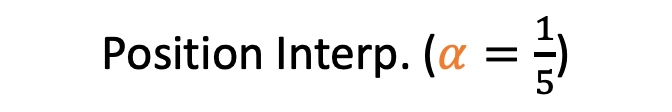 Position Interp. (α = 1/5)